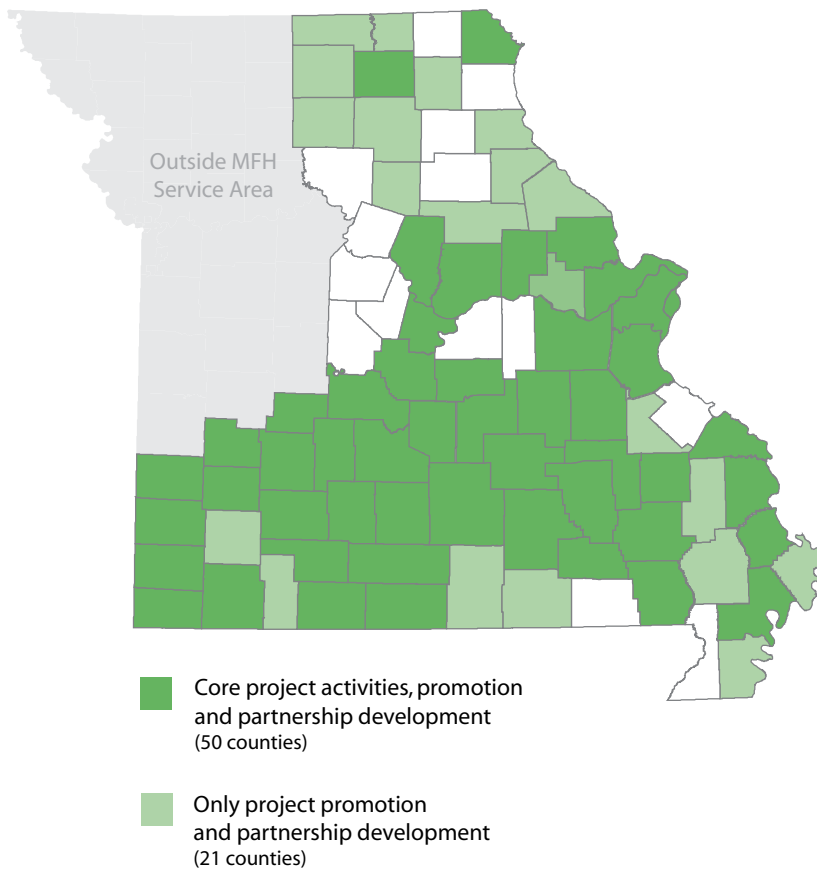 Outside MFH
Service Area
Core project activities, promotion
and partnership development
(50 counties)
Only project promotion
and partnership development
(21 counties)